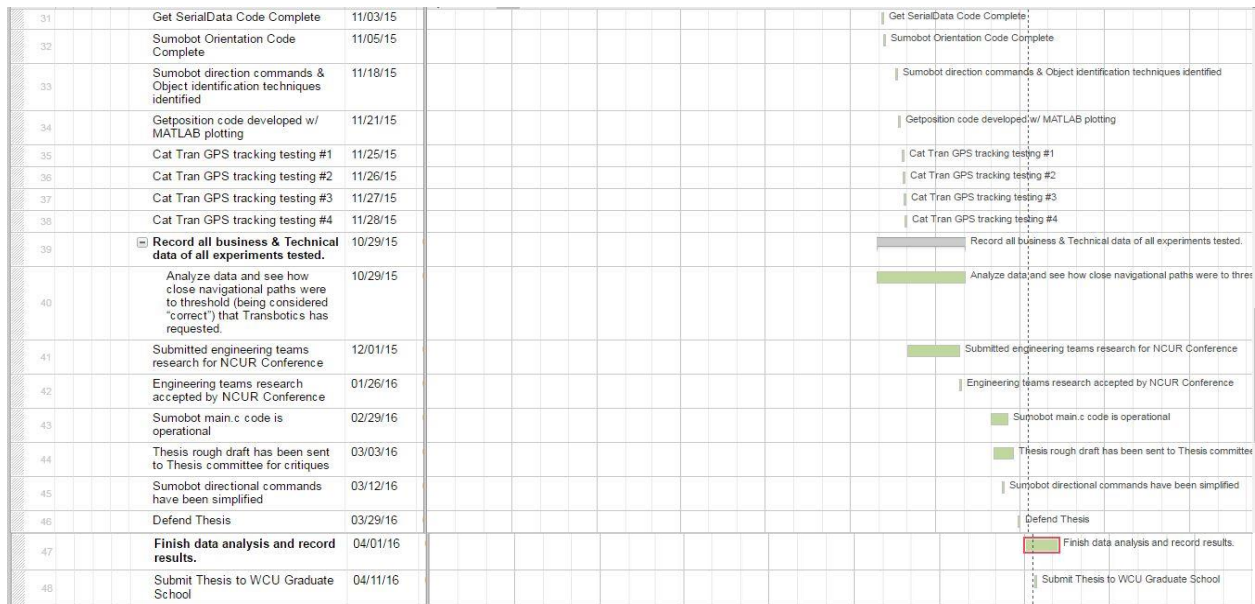 31 Get SerialData Code Complete 11/03/15 Get SerialData Code Complete
32 Sumobot Orientation Code 11/05/15 Sumobot Orientation Code Complete
Complete
33 Sumobot direction commands & 11/18/15 Sumobot direction commands & Object identification techniques identified
Object identification techniques
identified
34 Getposition code developed w/ 11/21/15 Getposition code developed w/ MATLAB plotting
MATLAB plotting
35 Cat Tran GPS tracking testing #1 11/25/15 Cat Tran GPS tracking testing #1
36 Cat Tran GPS tracking testing #2 11/26/15 Cat Tran GPS tracking testing #2
37 Cat Tran GPS tracking testing #3 11/27/15 Cat Tran GPS tracking testing #3
38 Cat Tran GPS tracking testing #4 11/28/15 Cat Tran GPS tracking testing #4
39 Record all business & Technical 10/29/15 Record all business & Technical data of all experiments tested.
data of all experiments tested.
40 Analyze data and see how 10/29/15 Analyze data and see how close navigational paths were to thres
close navigational paths were
to threshold (being considered
"correct") that Transbotics has
requested.
41 Submitted engineering teams 12/01/15 Submitted engineering teams research for NCUR Conference
research for NCUR Conference
42 Engineering teams research 01/26/16 Engineering teams research accepted by NCUR Conference
accepted by NCUR Conference
43 Sumobot main.c code is 02/29/16 Sumobot main.c code is operational
operational
44 Thesis rough draft has been sent 03/03/16 Thesis rough draft has been sent to Thesis committee
to Thesis committee for critiques
45 Sumobot directional commands 03/12/16 Sumobot directional commands have been simplified
have been simplified
46 Defend Thesis 03/29/16 Defend Thesis
47 Finish data analysis and record 04/01/16 Finish data analysis and record results.
results.
48 Submit Thesis to WCU Graduate 04/11/16 Submit Thesis to WCU Graduate School
School